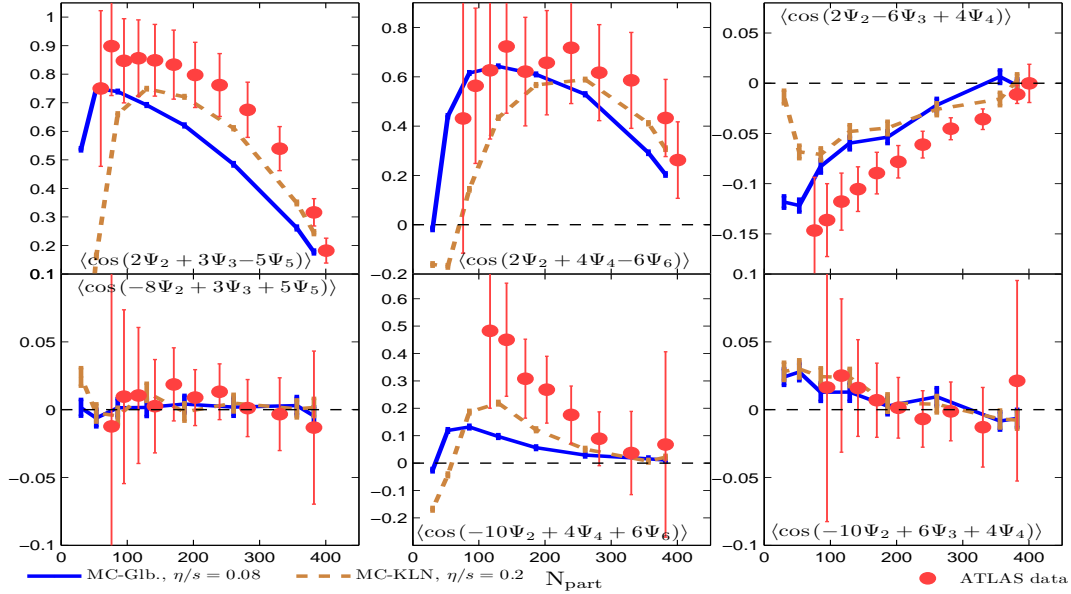 1
0.9
0.8
0.7
0.6
0.5
0.4
0.3
0.2
0.1
⟨cos(2Ψ₂ + 3Ψ₃−5Ψ₅)⟩
0.6
0.4
0.2
0
−0.2
⟨cos(2Ψ₂ + 4Ψ₄−6Ψ₆)⟩
⟨cos(2Ψ₂−6Ψ₃ + 4Ψ₄)⟩
0
−0.05
−0.1
−0.15
0.1
⟨cos(−8Ψ₂ + 3Ψ₃ + 5Ψ₅)⟩
0.1
0.05
0
−0.05
−0.1
0 100 200 300 400
0.6
0.5
0.4
0.3
0.2
0.1
0
−0.1
−0.2
⟨cos(−10Ψ₂ + 4Ψ₄ + 6Ψ₆)⟩
0 100 200 300 400
0.05
0
−0.05
−0.1
⟨cos(−10Ψ₂ + 6Ψ₃ + 4Ψ₄)⟩
0 100 200 300 400
MC-Glb., η/s = 0.08
MC-KLN, η/s = 0.2
N_part
ATLAS data